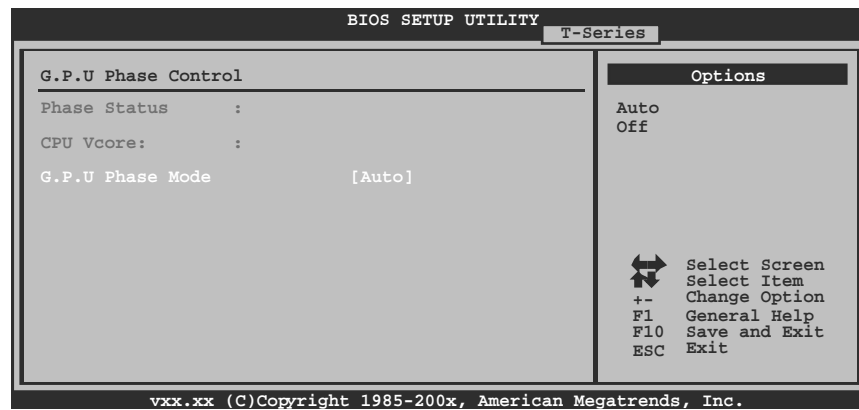 BIOS SETUP UTILITY
T-Series
G.P.U Phase Control
Phase Status :
CPU Vcore: :
G.P.U Phase Mode [Auto]
Options
Auto
Off
Select Screen
Select Item
+- Change Option
F1 General Help
F10 Save and Exit
ESC Exit
vxx.xx (C)Copyright 1985-200x, American Megatrends, Inc.